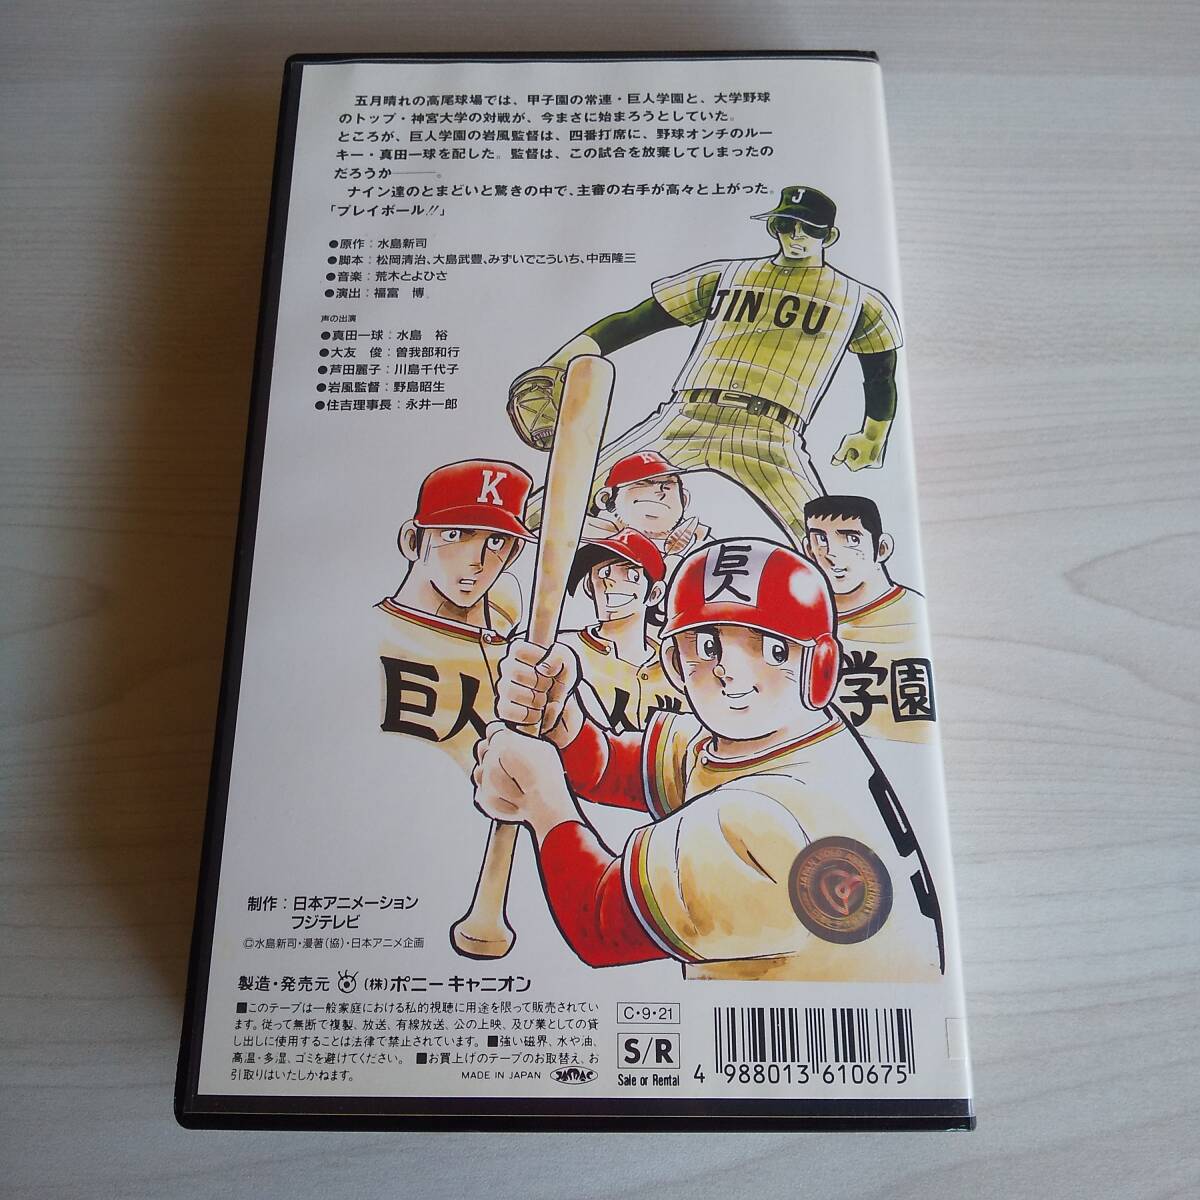 五月晴れの高尾球場では、甲子園の常連・巨人学園と、大学野球
のトップ・神宮大学の対戦が、今まさに始まろうとしていた。
ところが、巨人学園の岩風監督は、四番打席に、野球オンチのルー
キー・真田一球を配した。監督は、この試合を放棄してしまったの
だろうか───。
ナイン達のとまどいと驚きの中で、主審の右手が高々と上がった。
「プレイボール!!」
●原作：水島新司
●脚本：松岡清治、大島武豊、みずいでこういち、中西隆三
●音楽：荒木とよひさ
●演出：福富　博
声の出演
●真田一球：水島　裕
●大友　俊：曽我部和行
●芦田麗子：川島千代子
●岩風監督：野島昭生
●住吉理事長：永井一郎
J
JIN GU
K
K
巨人
巨人
人学
学園
JAPAN VIDEO ASSOCIATION
制作：日本アニメーション
フジテレビ
©水島新司・漫著(協)・日本アニメ企画
製造・発売元 (株)ポニーキャニオン
■このテープは一般家庭における私的視聴に用途を限って販売されてい
ます。従って無断で複製、放送、有線放送、公の上映、及び業としての貸
し出しに使用することは法律で禁止されています。■強い磁界、水や油、
高温・多湿、ゴミを避けてください。■お買上げのテープのお取替え、お
引取りはいたしかねます。
MADE IN JAPAN
C・9・21
S/R
Sale or Rental
4 988013 610675